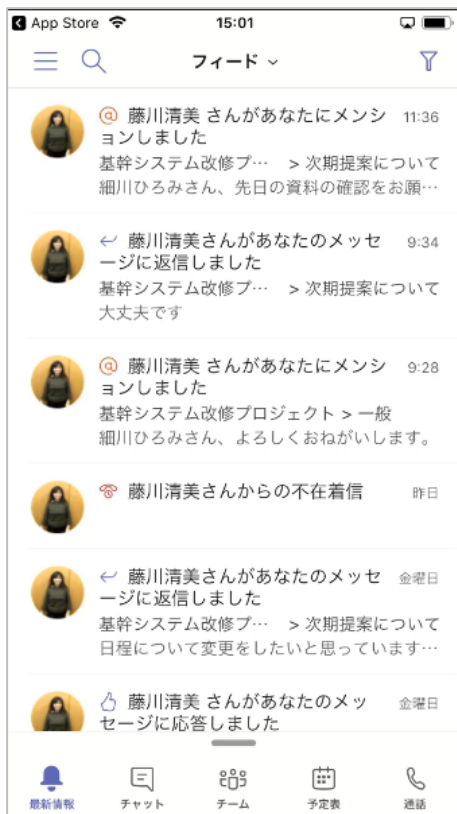 App Store
15:01
フィード
@ 藤川清美 さんがあなたにメンシ 11:36
ョンしました
基幹システム改修プ… > 次期提案について
細川ひろみさん、先日の資料の確認をお願…
藤川清美さんがあなたのメッセ 9:34
ージに返信しました
基幹システム改修プ… > 次期提案について
大丈夫です
@ 藤川清美 さんがあなたにメンシ 9:28
ョンしました
基幹システム改修プロジェクト > 一般
細川ひろみさん、よろしくおねがいします。
藤川清美さんからの不在着信 昨日
藤川清美さんがあなたのメッセ 金曜日
ージに返信しました
基幹システム改修プ… > 次期提案について
日程について変更をしたいと思っています…
藤川清美 さんがあなたのメッ 金曜日
セージに応答しました
最新情報 チャット チーム 予定表 通話